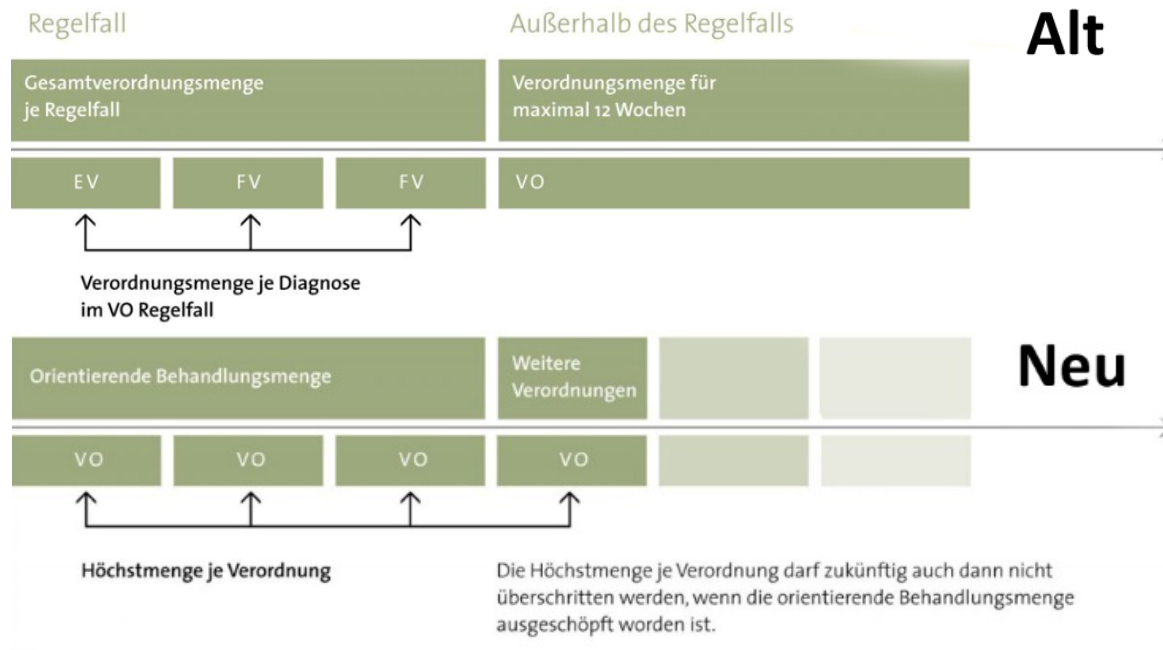 Regelfall
Außerhalb des Regelfalls
Alt
Gesamtverordnungsmenge
je Regelfall
Verordnungsmenge für
maximal 12 Wochen
EV
FV
FV
VO
Verordnungsmenge je Diagnose
im VO Regelfall
Neu
Orientierende Behandlungsmenge
Weitere
Verordnungen
VO
VO
VO
VO
Höchstmenge je Verordnung
Die Höchstmenge je Verordnung darf zukünftig auch dann nicht
überschritten werden, wenn die orientierende Behandlungsmenge
ausgeschöpft worden ist.